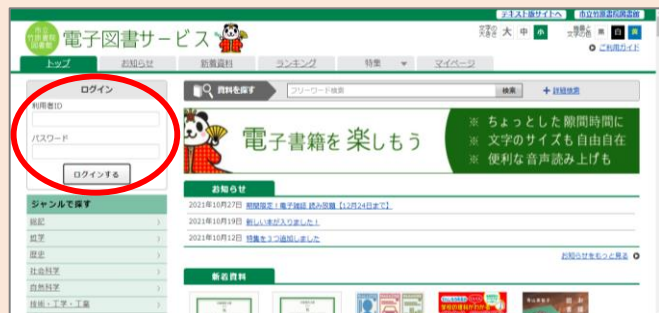 テキスト版サイトへ 市立竹原書院図書館
市立
竹原書院
図書館
電子図書サービス
文字の大きさ 大 中 小 背景と文字の色 黒 白 黄
ご利用ガイド
トップ お知らせ 新着資料 ランキング 特集 マイページ
ログイン
利用者ID
パスワード
ログインする
ジャンルで探す
総記
哲学
歴史
社会科学
自然科学
技術・工学・工業
資料を探す フリーワード検索 検索 + 詳細検索
電子書籍を楽しもう
※ ちょっとした隙間時間に
※ 文字のサイズも自由自在
※ 便利な音声読み上げも
お知らせ
2021年10月27日 期間限定!電子雑誌 読み放題【12月24日まで】
2021年10月19日 新しい本が入りました!
2021年10月12日 特集を3つ追加しました
お知らせをもっと見る
新着資料